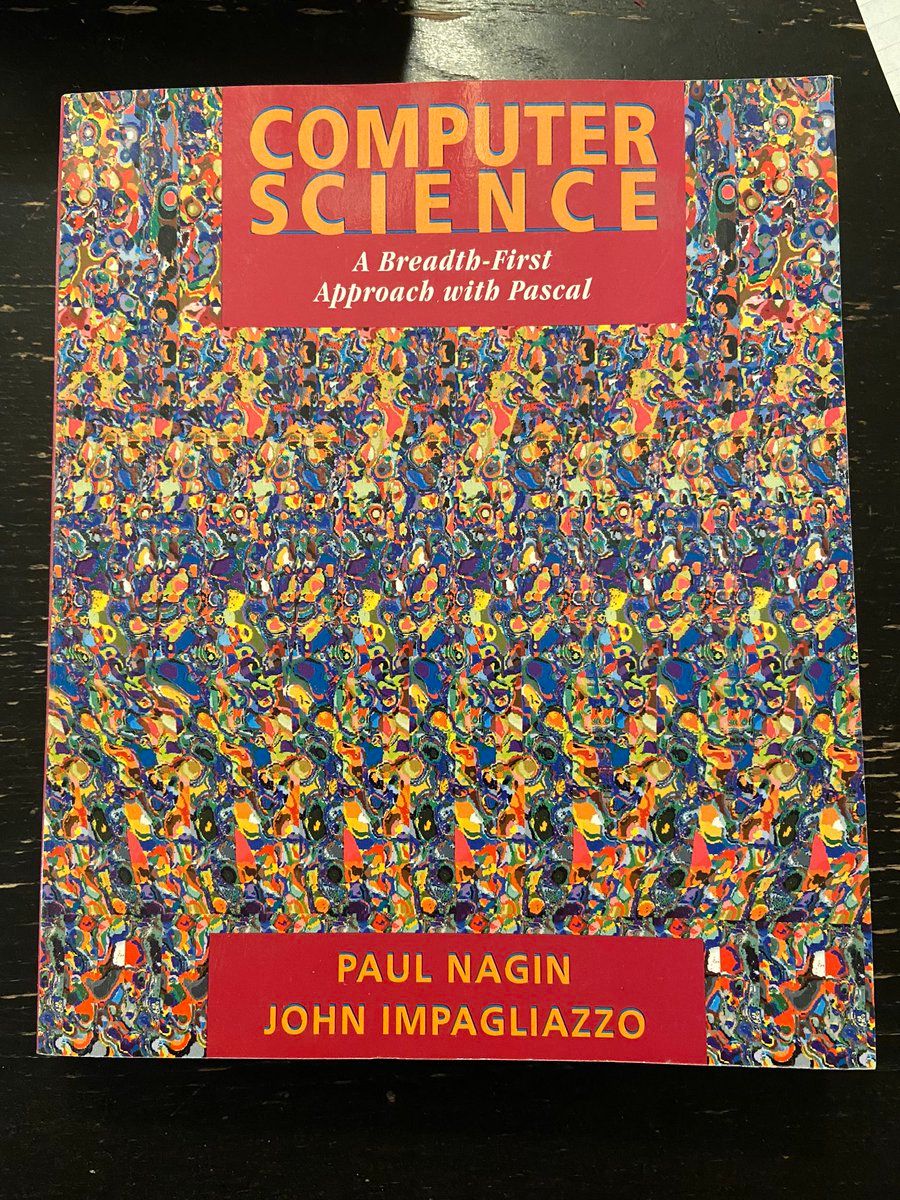 COMPUTER
SCIENCE
A Breadth-First
Approach with Pascal
PAUL NAGIN
JOHN IMPAGLIAZZO